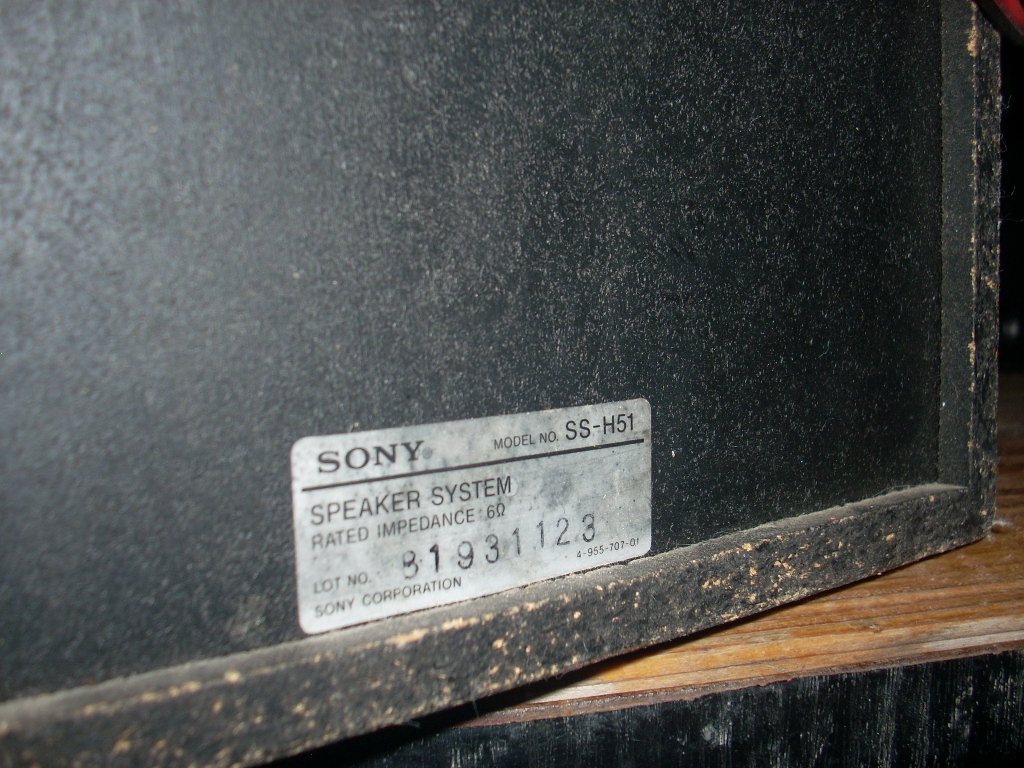 SONY MODEL NO. SS-H51
SPEAKER SYSTEM
RATED IMPEDANCE 6Ω
LOT NO. 81931123 4-955-707-01
SONY CORPORATION